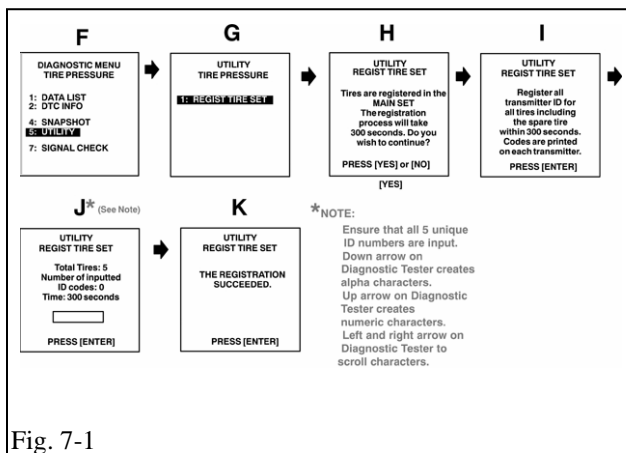 F
DIAGNOSTIC MENU
TIRE PRESSURE
1: DATA LIST
2: DTC INFO
4: SNAPSHOT
5: UTILITY
7: SIGNAL CHECK
G
UTILITY
TIRE PRESSURE
1: REGIST TIRE SET
H
UTILITY
REGIST TIRE SET
Tires are registered in the
MAIN SET
The registration
process will take
300 seconds. Do you
wish to continue?
PRESS [YES] or [NO]
[YES]
I
UTILITY
REGIST TIRE SET
Register all
transmitter ID for
all tires including
the spare tire
within 300 seconds.
Codes are printed
on each transmitter.
PRESS [ENTER]
J* (See Note)
UTILITY
REGIST TIRE SET
Total Tires: 5
Number of inputted
ID codes: 0
Time: 300 seconds
PRESS [ENTER]
K
UTILITY
REGIST TIRE SET
THE REGISTRATION
SUCCEEDED.
PRESS [ENTER]
*NOTE:
Ensure that all 5 unique
ID numbers are input.
Down arrow on
Diagnostic Tester creates
alpha characters.
Up arrow on Diagnostic
Tester creates
numeric characters.
Left and right arrow on
Diagnostic Tester to
scroll characters.
Fig. 7-1